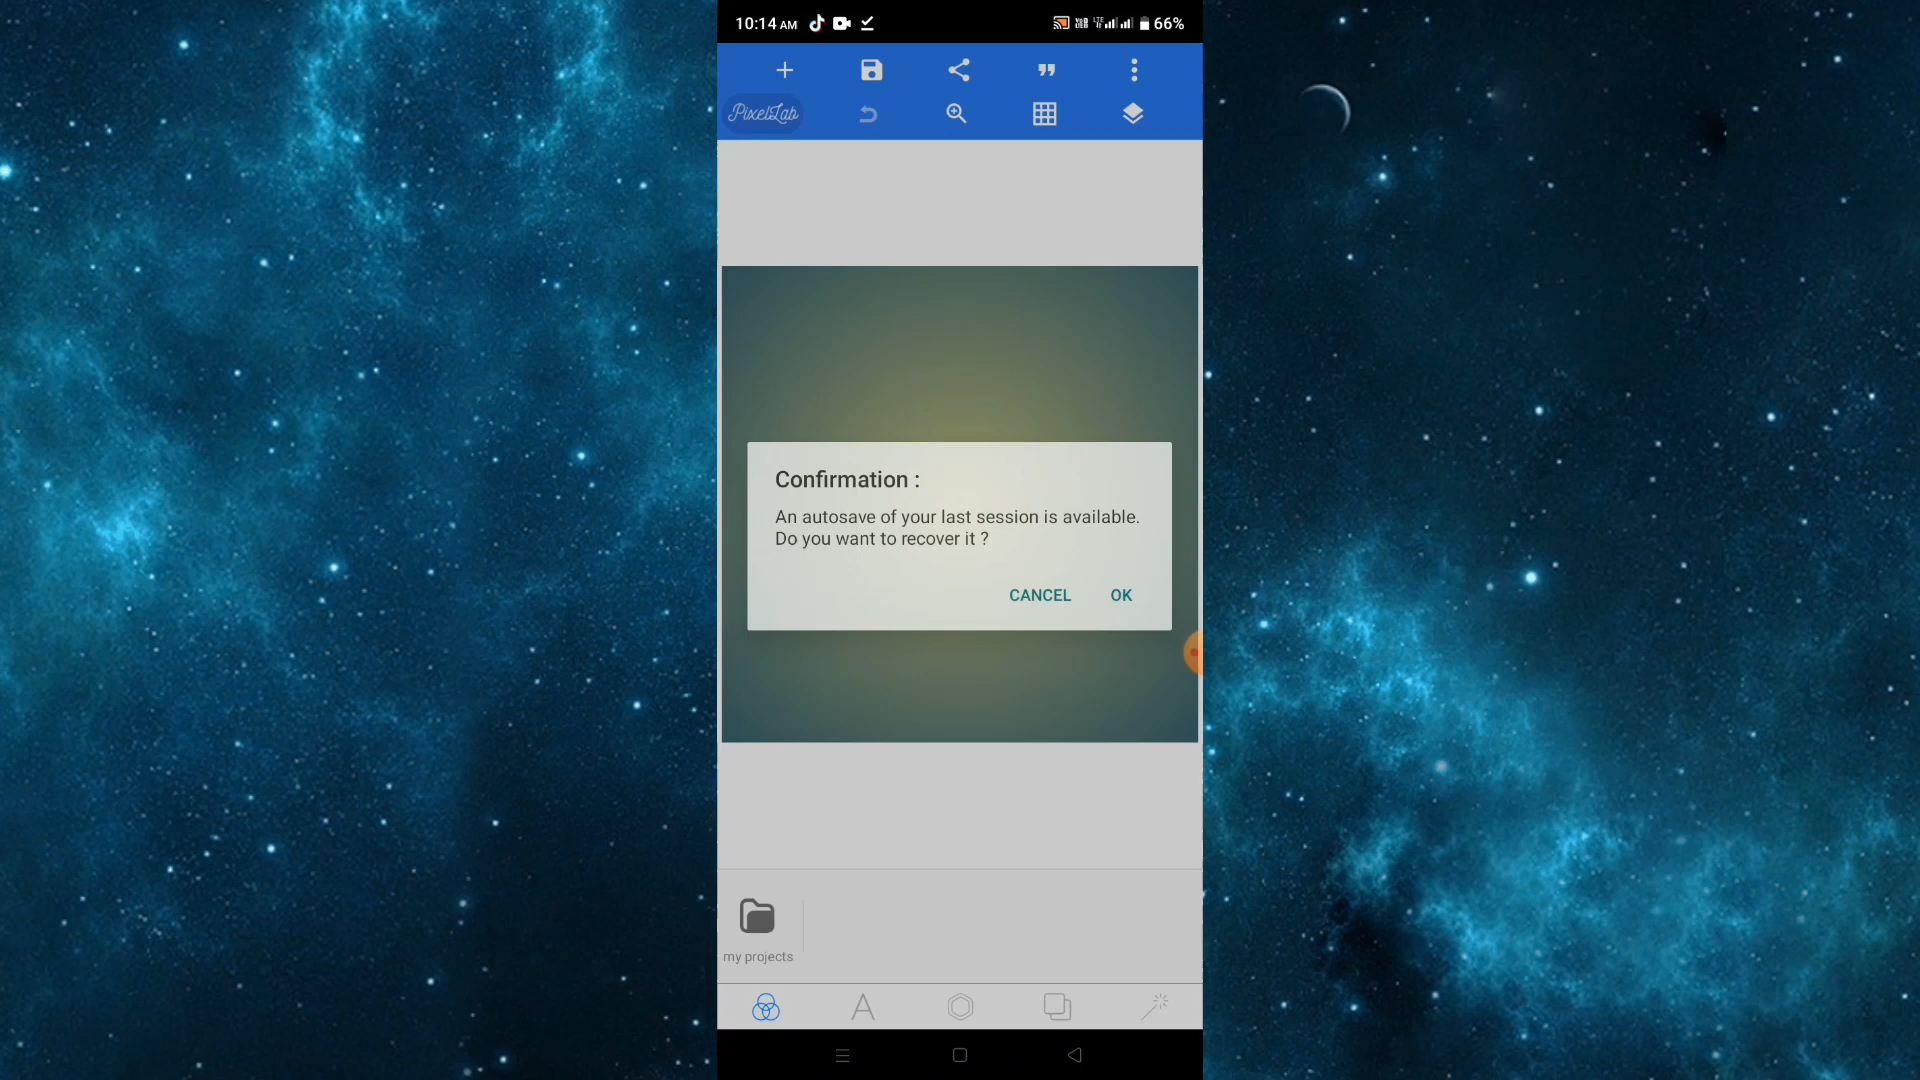 10:14 AM
66%
PixelLab
Confirmation :
An autosave of your last session is available.
Do you want to recover it ?
CANCEL OK
my projects